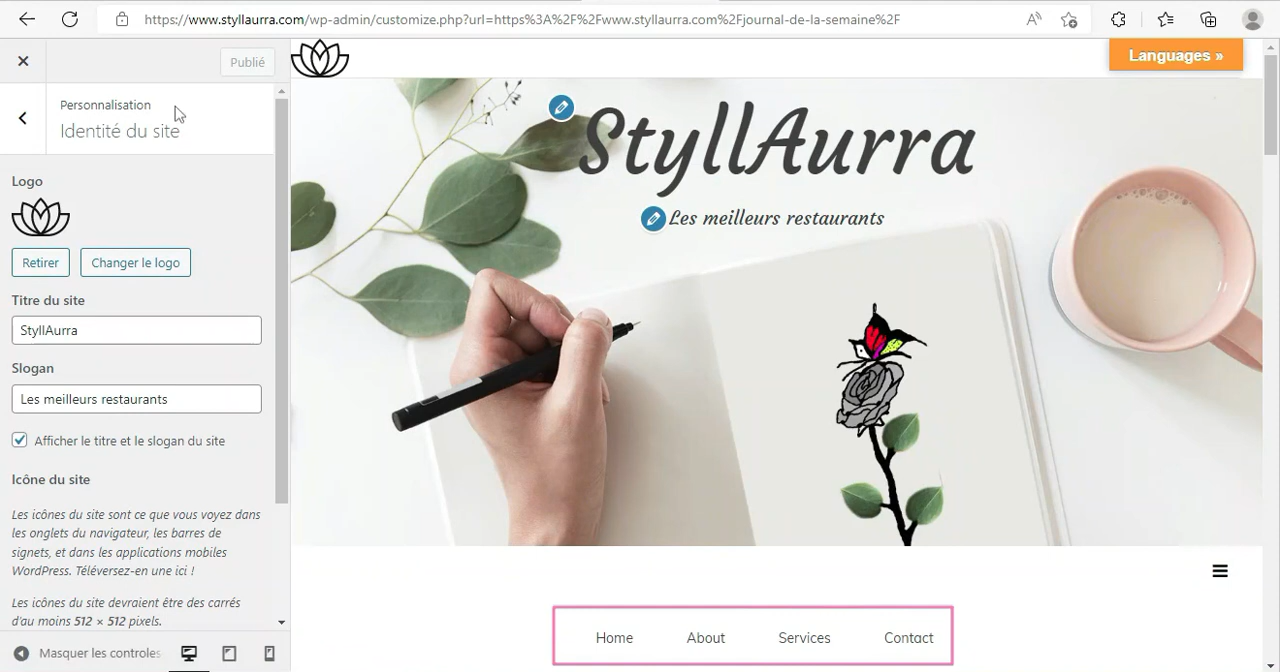 https://www.styllaurra.com/wp-admin/customize.php?url=https%3A%2F%2Fwww.styllaurra.com%2Fjournal-de-la-semaine%2F
Publié
Languages »
Personnalisation
Identité du site
StyllAurra
Les meilleurs restaurants
Logo
Retirer
Changer le logo
Titre du site
StyllAurra
Slogan
Les meilleurs restaurants
Afficher le titre et le slogan du site
Icône du site
Les icônes du site sont ce que vous voyez dans
les onglets du navigateur, les barres de
signets, et dans les applications mobiles
WordPress. Téléversez-en une ici !
Les icônes du site devraient être des carrés
d'au moins 512 × 512 pixels.
Masquer les controles
Home About Services Contact